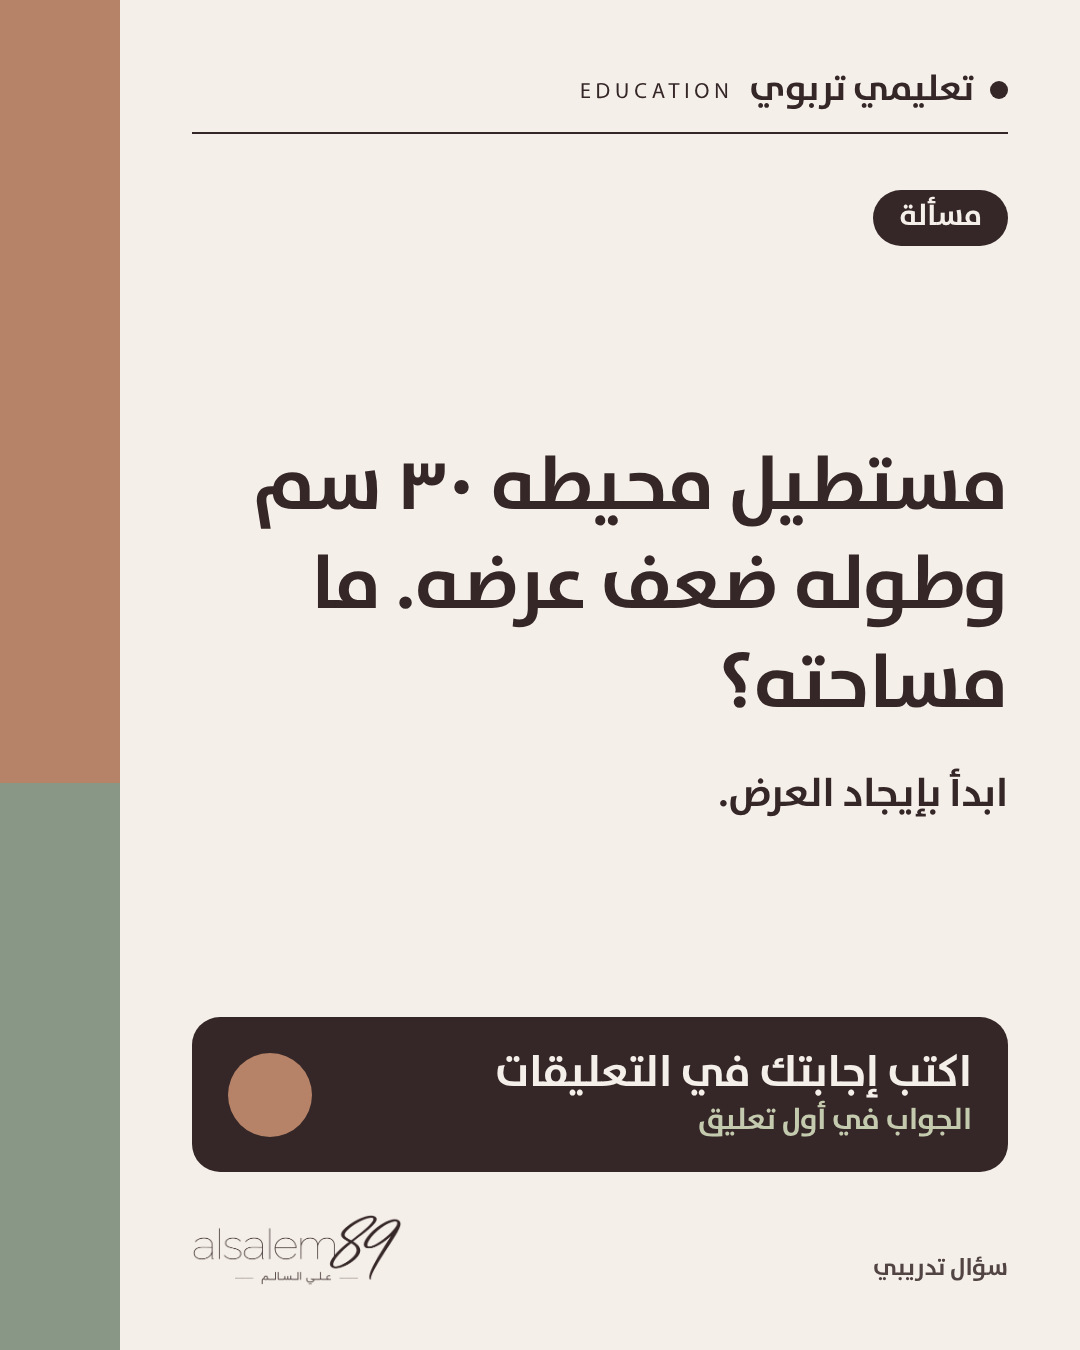 تعليمي تربوي EDUCATION
مسألة
مستطيل محيطه ٣٠ سم
وطوله ضعف عرضه. ما
مساحته؟
ابدأ بإيجاد العرض.
اكتب إجابتك في التعليقات
الجواب في أول تعليق
سؤال تدريبي
alsalem89
علي السالم